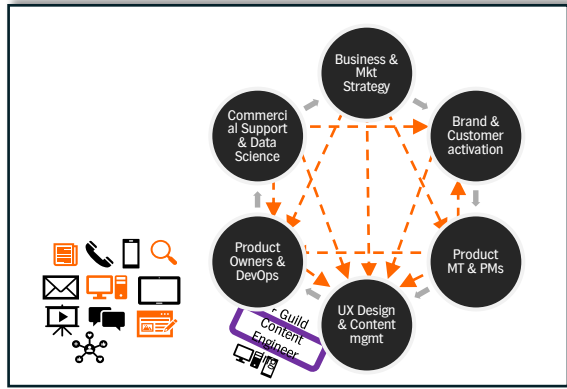 Business &
Mkt
Strategy
Commerci
al Support
& Data
Science
Brand &
Customer
activation
Product
Owners &
DevOps
Product
MT & PMs
UX Design
& Content
mgmt
r Guild
Content
Engineer